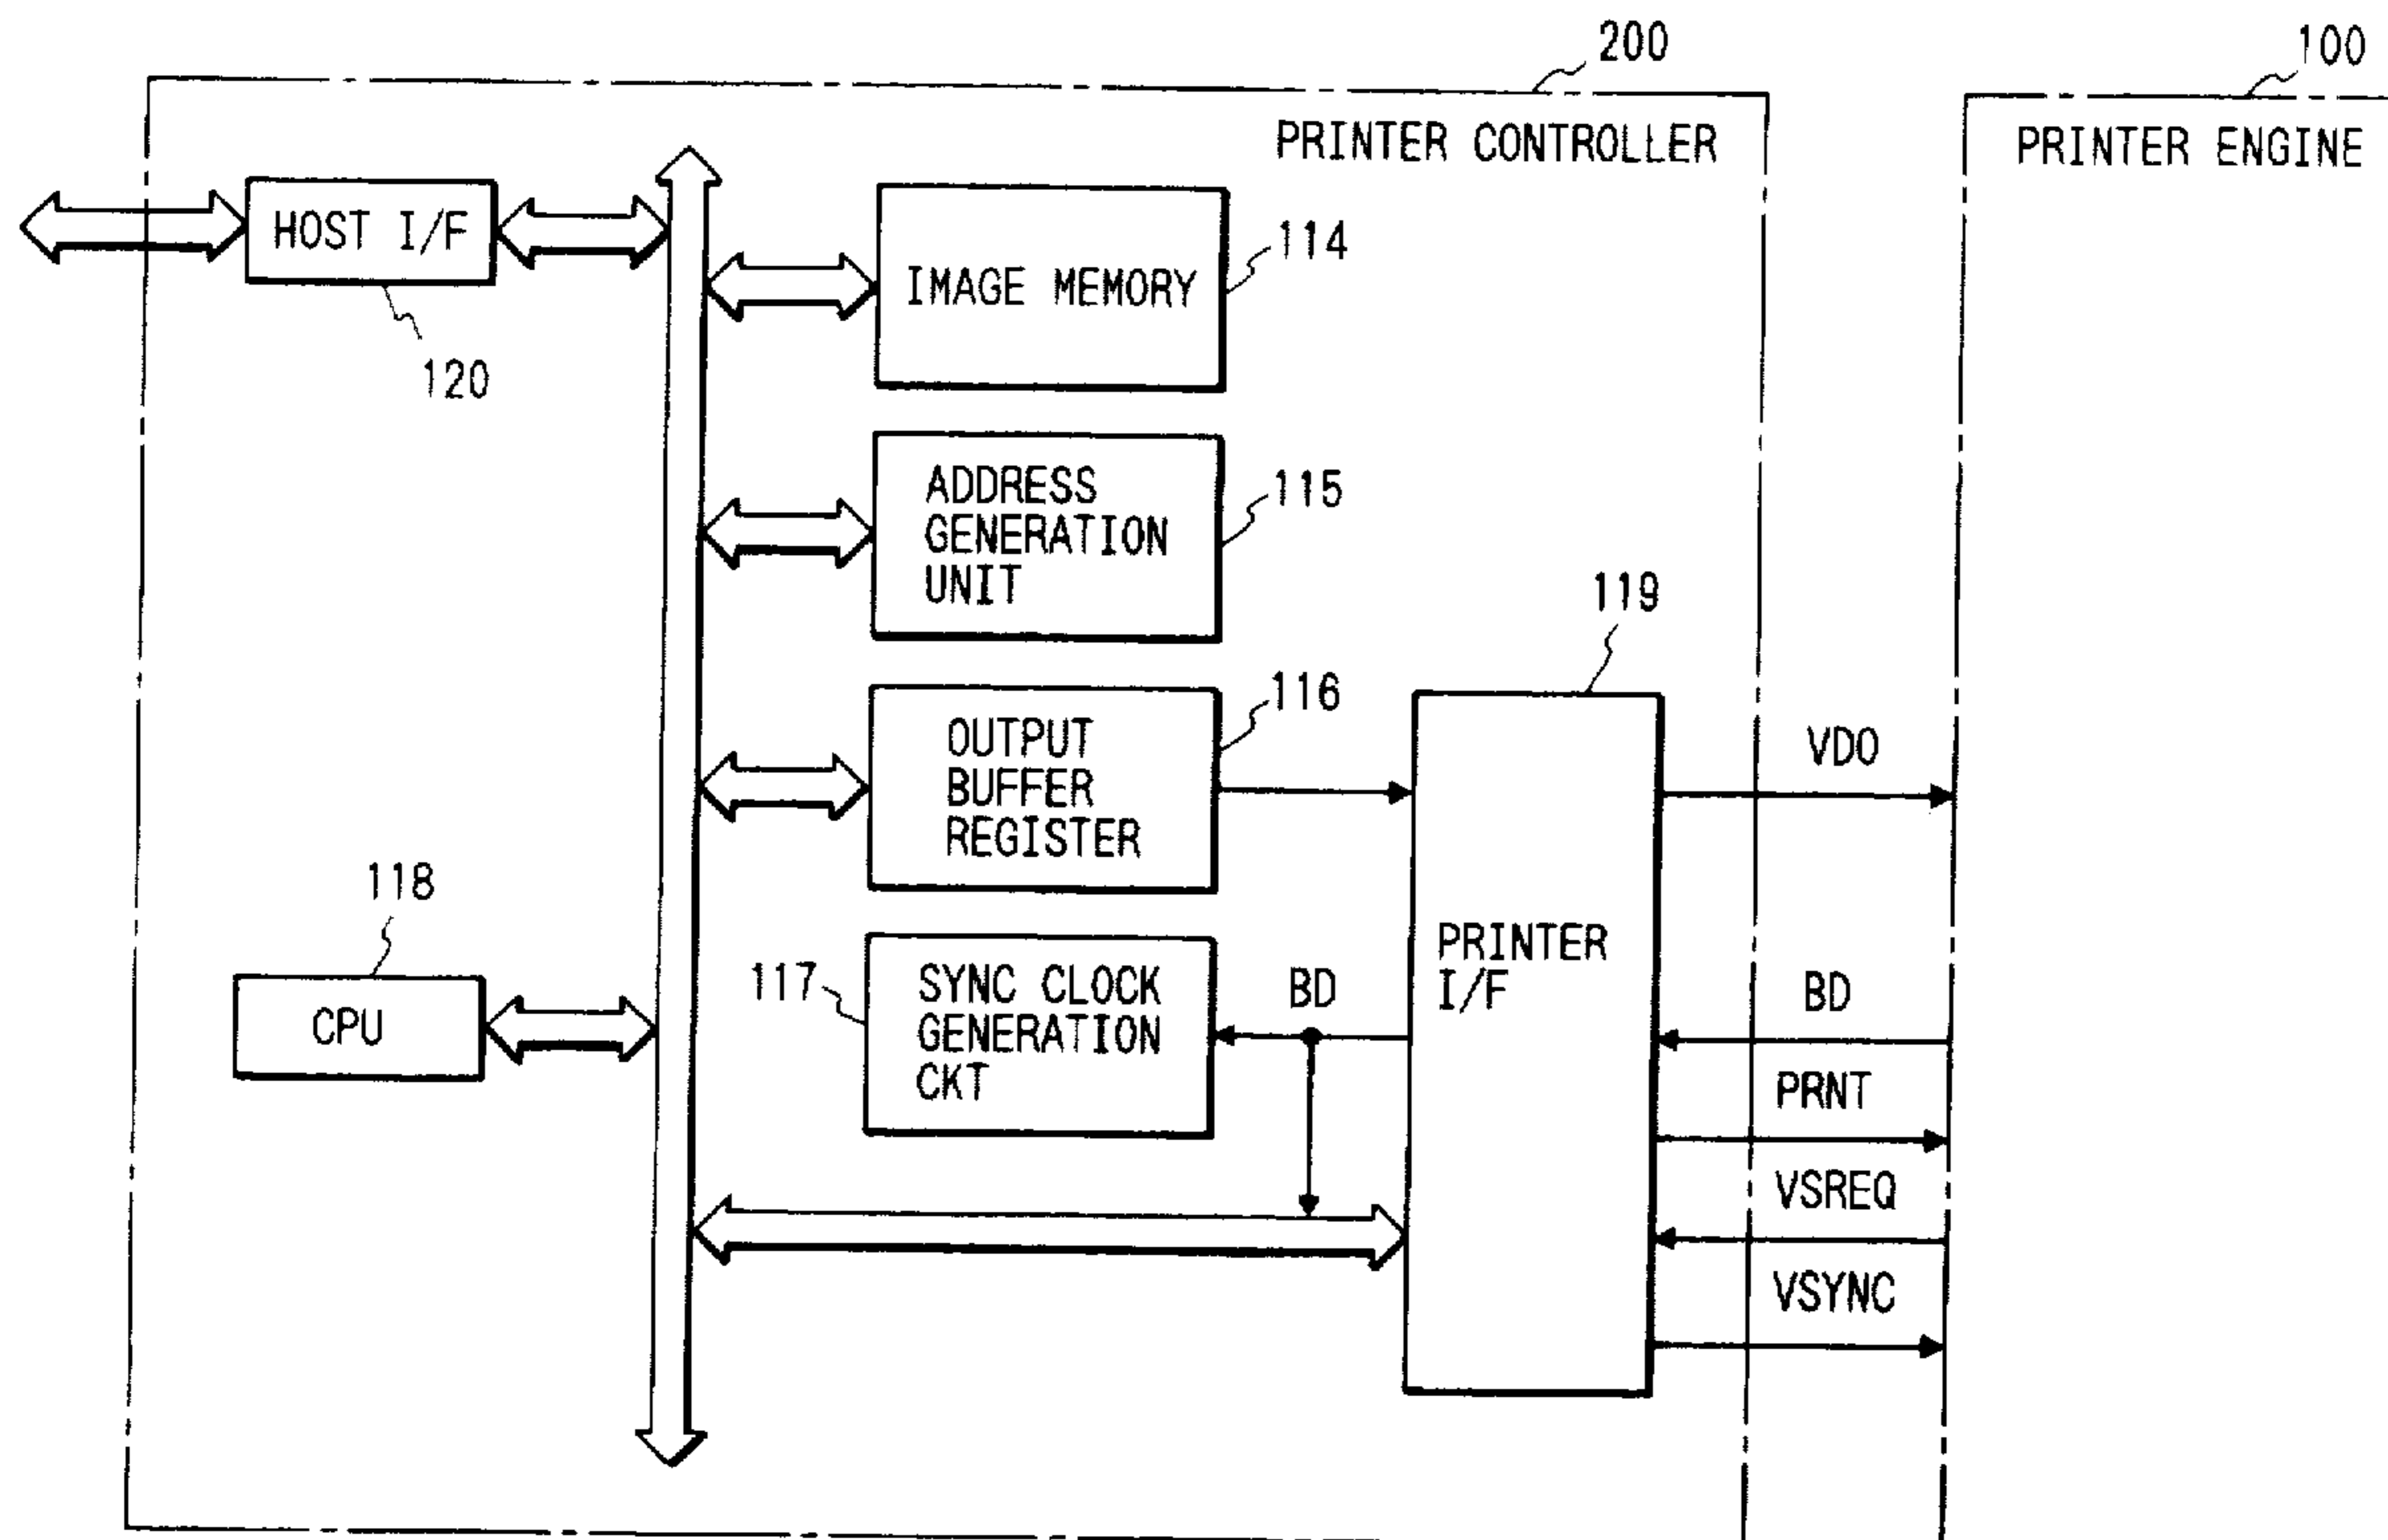 200
100
PRINTER CONTROLLER
PRINTER ENGINE
HOST I/F
120
IMAGE MEMORY
114
ADDRESS
GENERATION
UNIT
115
119
OUTPUT
BUFFER
REGISTER
116
VDO
118
CPU
117
SYNC CLOCK
GENERATION
CKT
BD
PRINTER
I/F
BD
PRNT
VSREQ
VSYNC